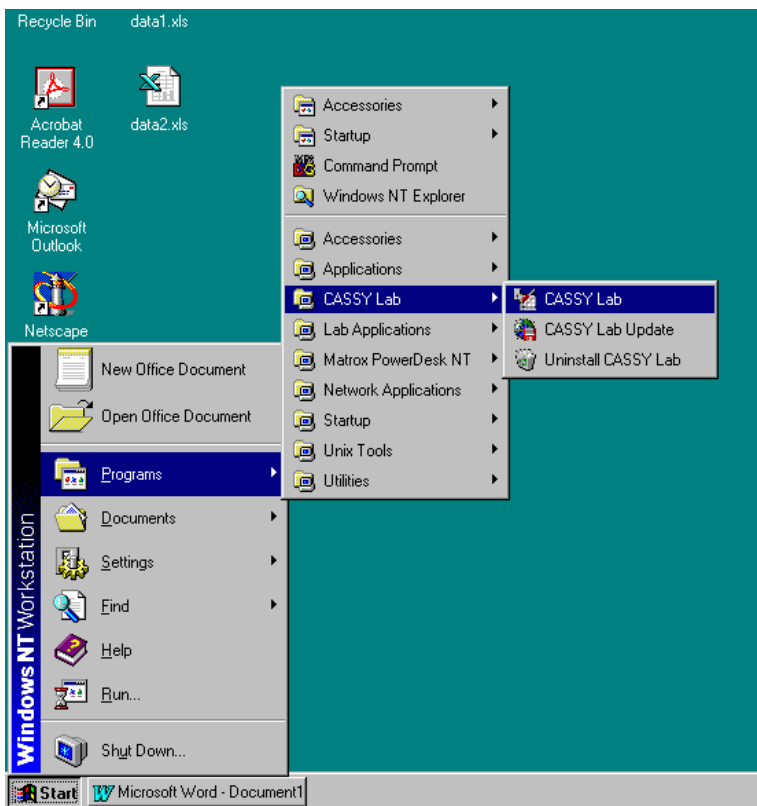 Recycle Bin
data1.xls
Acrobat
Reader 4.0
data2.xls
Microsoft
Outlook
Netscape
New Office Document
Open Office Document
Programs
Documents
Settings
Find
Help
Run...
Shut Down...
Windows NT Workstation
Accessories
Startup
Command Prompt
Windows NT Explorer
Accessories
Applications
CASSY Lab
Lab Applications
Matrox PowerDesk NT
Network Applications
Startup
Unix Tools
Utilities
CASSY Lab
CASSY Lab Update
Uninstall CASSY Lab
Start
Microsoft Word - Document1